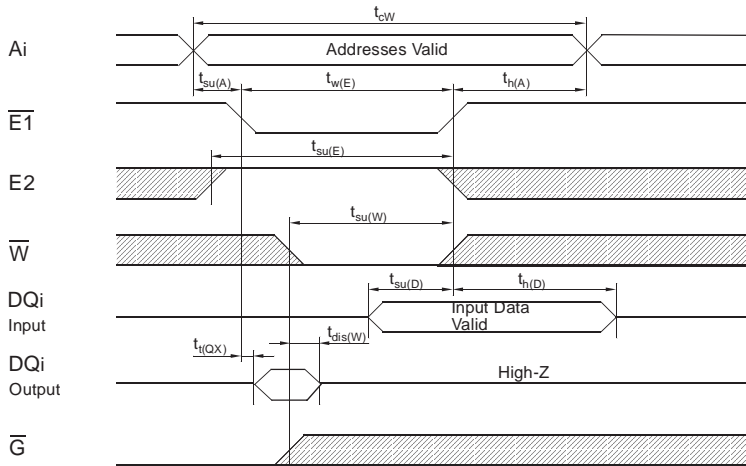 tcW
Ai
Addresses Valid
tsu(A)
tw(E)
th(A)
E1
tsu(E)
E2
tsu(W)
W
DQi
Input
tsu(D)
th(D)
Input Data
Valid
tt(QX)
tdis(W)
DQi
Output
High-Z
G